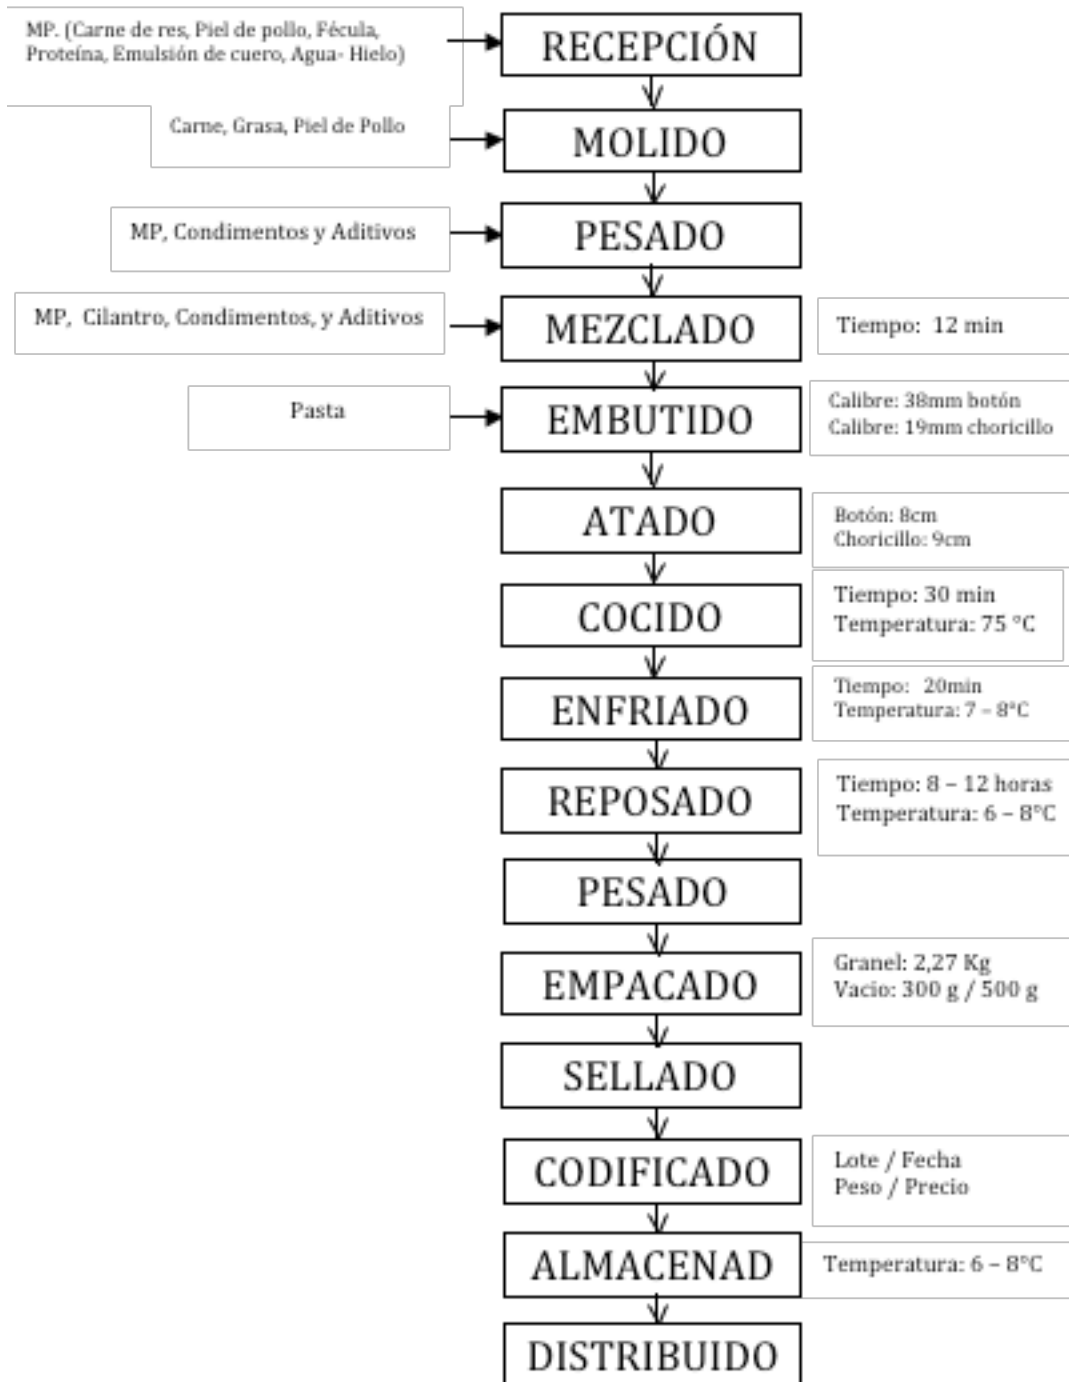 MP. (Carne de res, Piel de pollo, Fécula,
Proteína, Emulsión de cuero, Agua- Hielo)
RECEPCIÓN
Carne, Grasa, Piel de Pollo
MOLIDO
MP, Condimentos y Aditivos
PESADO
MP, Cilantro, Condimentos, y Aditivos
MEZCLADO
Tiempo: 12 min
Pasta
EMBUTIDO
Calibre: 38mm botón
Calibre: 19mm choricillo
ATADO
Botón: 8cm
Choricillo: 9cm
COCIDO
Tiempo: 30 min
Temperatura: 75 °C
ENFRIADO
Tiempo: 20min
Temperatura: 7 – 8°C
REPOSADO
Tiempo: 8 – 12 horas
Temperatura: 6 – 8°C
PESADO
EMPACADO
Granel: 2,27 Kg
Vacio: 300 g / 500 g
SELLADO
CODIFICADO
Lote / Fecha
Peso / Precio
ALMACENAD
Temperatura: 6 – 8°C
DISTRIBUIDO